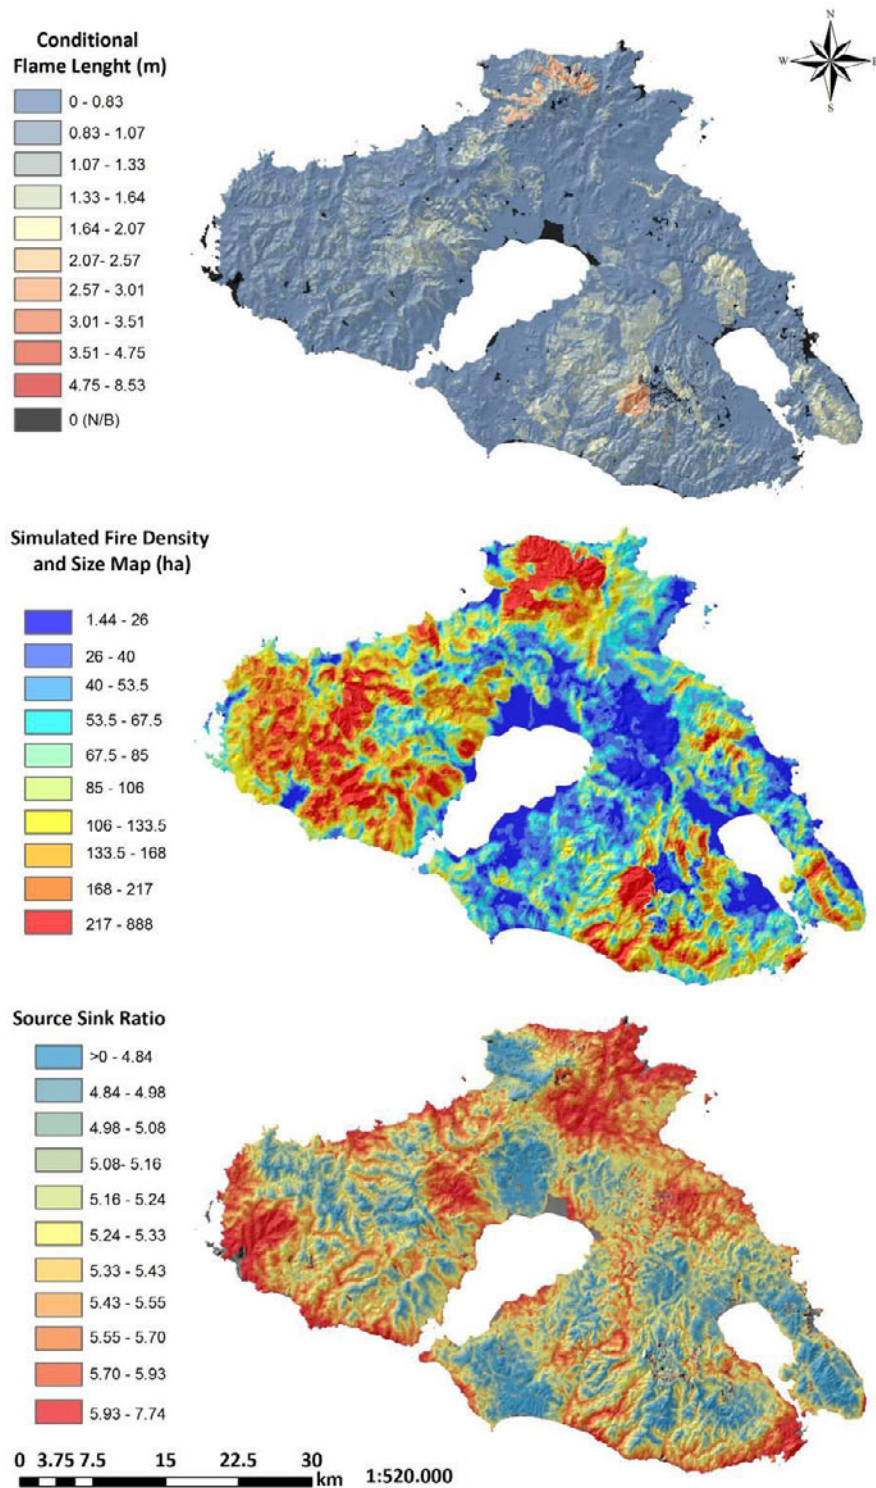 Conditional
Flame Lenght (m)
0 - 0.83
0.83 - 1.07
1.07 - 1.33
1.33 - 1.64
1.64 - 2.07
2.07- 2.57
2.57 - 3.01
3.01 - 3.51
3.51 - 4.75
4.75 - 8.53
0 (N/B)
N
W E
S
Simulated Fire Density
and Size Map (ha)
1.44 - 26
26 - 40
40 - 53.5
53.5 - 67.5
67.5 - 85
85 - 106
106 - 133.5
133.5 - 168
168 - 217
217 - 888
Source Sink Ratio
>0 - 4.84
4.84 - 4.98
4.98 - 5.08
5.08- 5.16
5.16 - 5.24
5.24 - 5.33
5.33 - 5.43
5.43 - 5.55
5.55 - 5.70
5.70 - 5.93
5.93 - 7.74
0 3.75 7.5 15 22.5 30
km 1:520.000